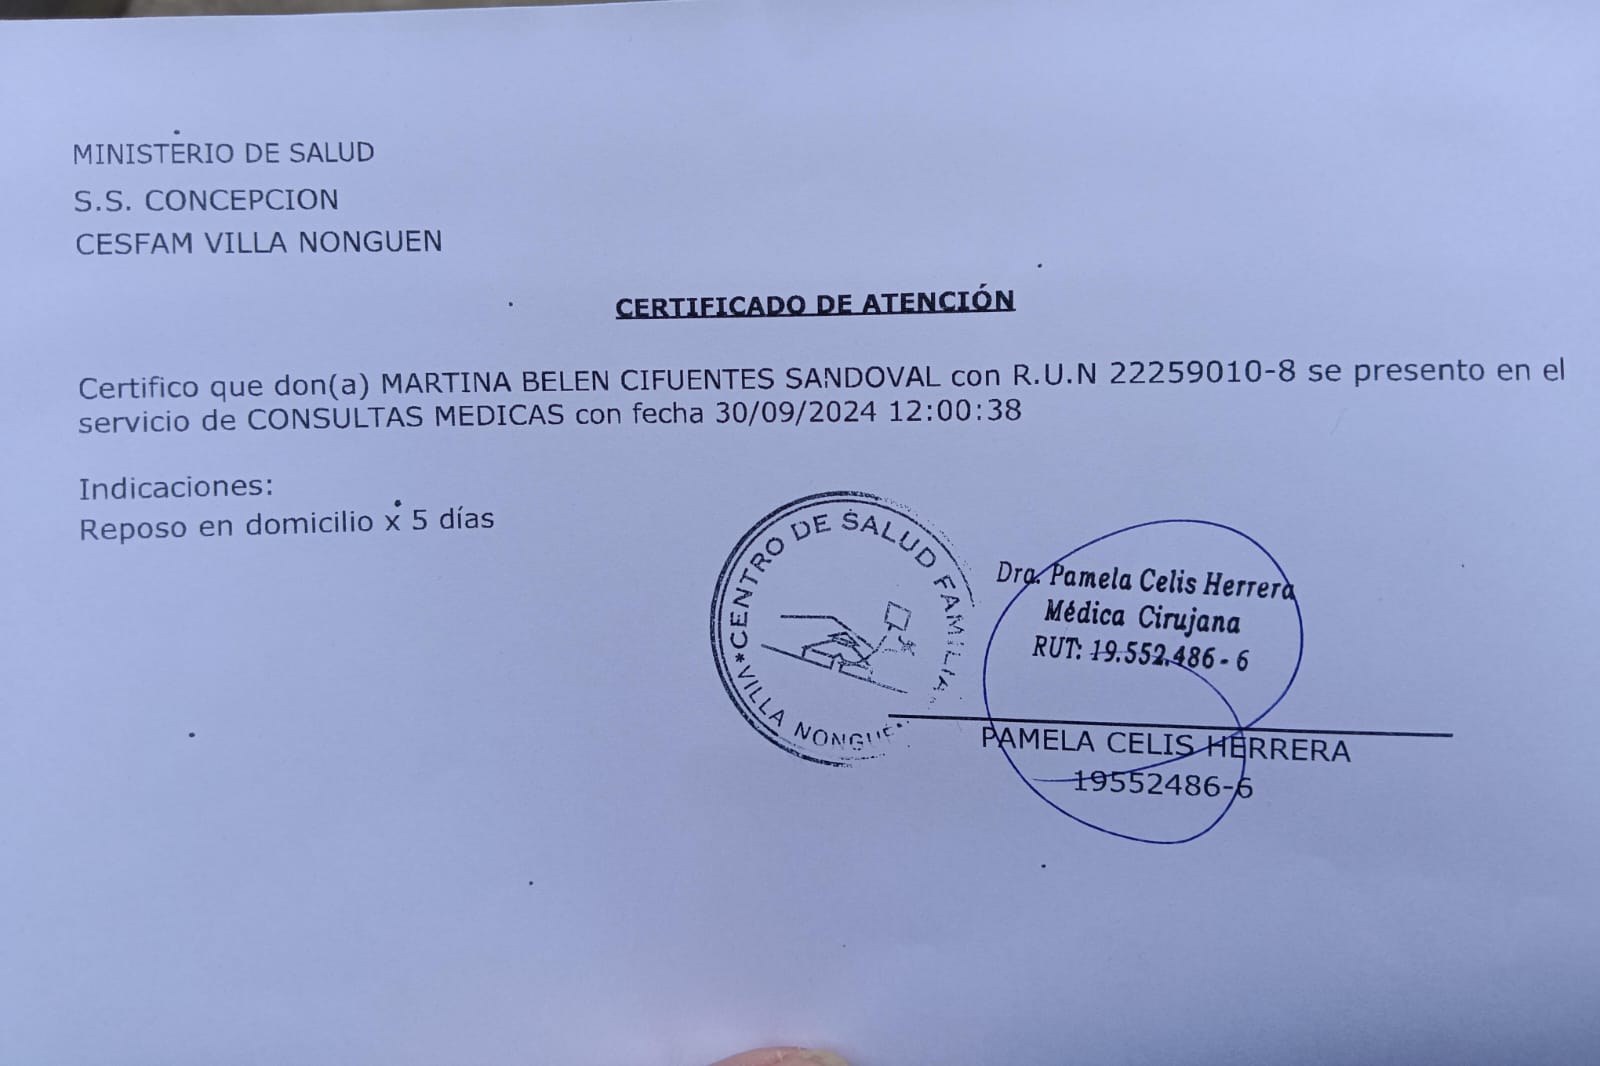 MINISTERIO DE SALUD
S.S. CONCEPCION
CESFAM VILLA NONGUEN
CERTIFICADO DE ATENCIÓN
Certifico que don(a) MARTINA BELEN CIFUENTES SANDOVAL con R.U.N 22259010-8 se presento en el
servicio de CONSULTAS MEDICAS con fecha 30/09/2024 12:00:38
Indicaciones:
Reposo en domicilio x 5 días
CENTRO DE SALUD FAMILIA
*VILLA NONGUE
Dra. Pamela Celis Herrera
Médica Cirujana
RUT: 19.552.486 - 6
PAMELA CELIS HERRERA
19552486-6